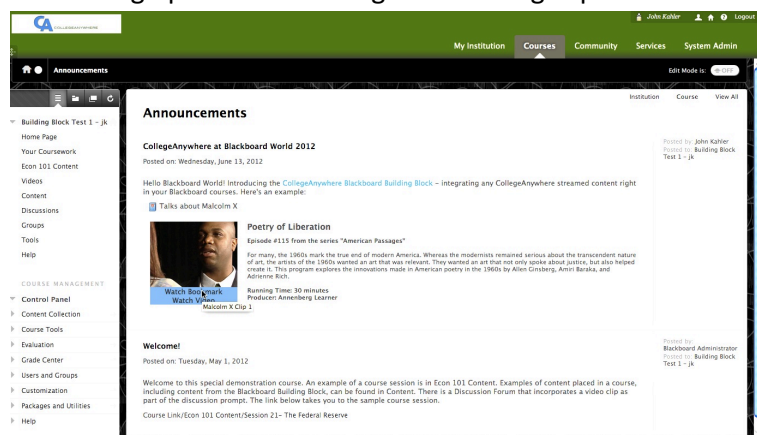 CA COLLEGEANYWHERE
John Kahler Logout
My Institution Courses Community Services System Admin
Announcements
Edit Mode is: OFF
Institution Course View All
Building Block Test 1 - jk
Home Page
Your Coursework
Econ 101 Content
Videos
Content
Discussions
Groups
Tools
Help
COURSE MANAGEMENT
Control Panel
Content Collection
Course Tools
Evaluation
Grade Center
Users and Groups
Customization
Packages and Utilities
Help
Announcements
CollegeAnywhere at Blackboard World 2012
Posted on: Wednesday, June 13, 2012
Hello Blackboard World! Introducing the CollegeAnywhere Blackboard Building Block - integrating any CollegeAnywhere streamed content right
in your Blackboard courses. Here's an example:
Talks about Malcolm X
Poetry of Liberation
Episode #115 from the series "American Passages"
For many, the 1960s mark the true end of modern America. Whereas the modernists remained serious about the transcendent nature
of art, the artists of the 1960s wanted an art that was relevant. They wanted an art that not only spoke about justice, but also helped
create it. This program explores the innovations made in American poetry in the 1960s by Allen Ginsberg, Amiri Baraka, and
Adrienne Rich.
Running Time: 30 minutes
Producer: Annenberg Learner
Watch Bookmark
Watch Video
Malcolm X Clip 1
Posted by: John Kahler
Posted to: Building Block
Test 1 - jk
Welcome!
Posted on: Tuesday, May 1, 2012
Welcome to this special demonstration course. An example of a course session is in Econ 101 Content. Examples of content placed in a course,
including content from the Blackboard Building Block, can be found in Content. There is a Discussion Forum that incorporates a video clip as
part of the discussion prompt. The link below takes you to the sample course session.
Course Link/Econ 101 Content/Session 21- The Federal Reserve
Posted by:
Blackboard Administrator
Posted to: Building Block
Test 1 - jk